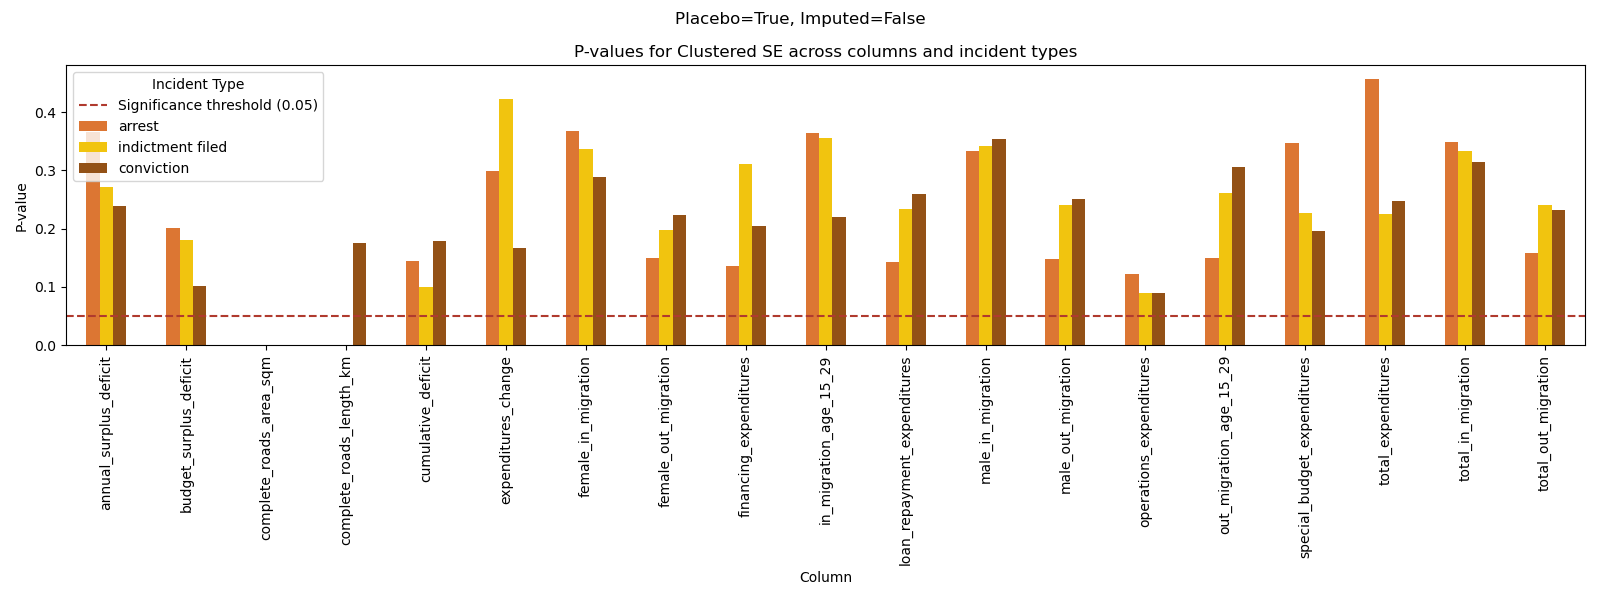 Placebo=True, Imputed=False
P-values for Clustered SE across columns and incident types
Incident Type
Significance threshold (0.05)
arrest
indictment filed
conviction
P-value
0.4
0.3
0.2
0.1
0.0
annual_surplus_deficit
budget_surplus_deficit
complete_roads_area_sqm
complete_roads_length_km
cumulative_deficit
expenditures_change
female_in_migration
female_out_migration
financing_expenditures
in_migration_age_15_29
loan_repayment_expenditures
male_in_migration
male_out_migration
operations_expenditures
out_migration_age_15_29
special_budget_expenditures
total_expenditures
total_in_migration
total_out_migration
Column